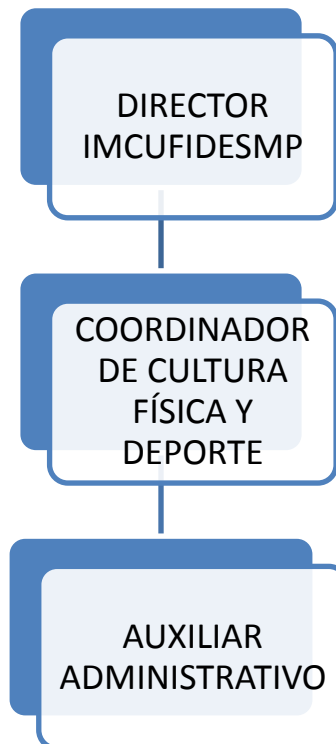 DIRECTOR
IMCUFIDESMP
COORDINADOR
DE CULTURA
FÍSICA Y
DEPORTE
AUXILIAR
ADMINISTRATIVO